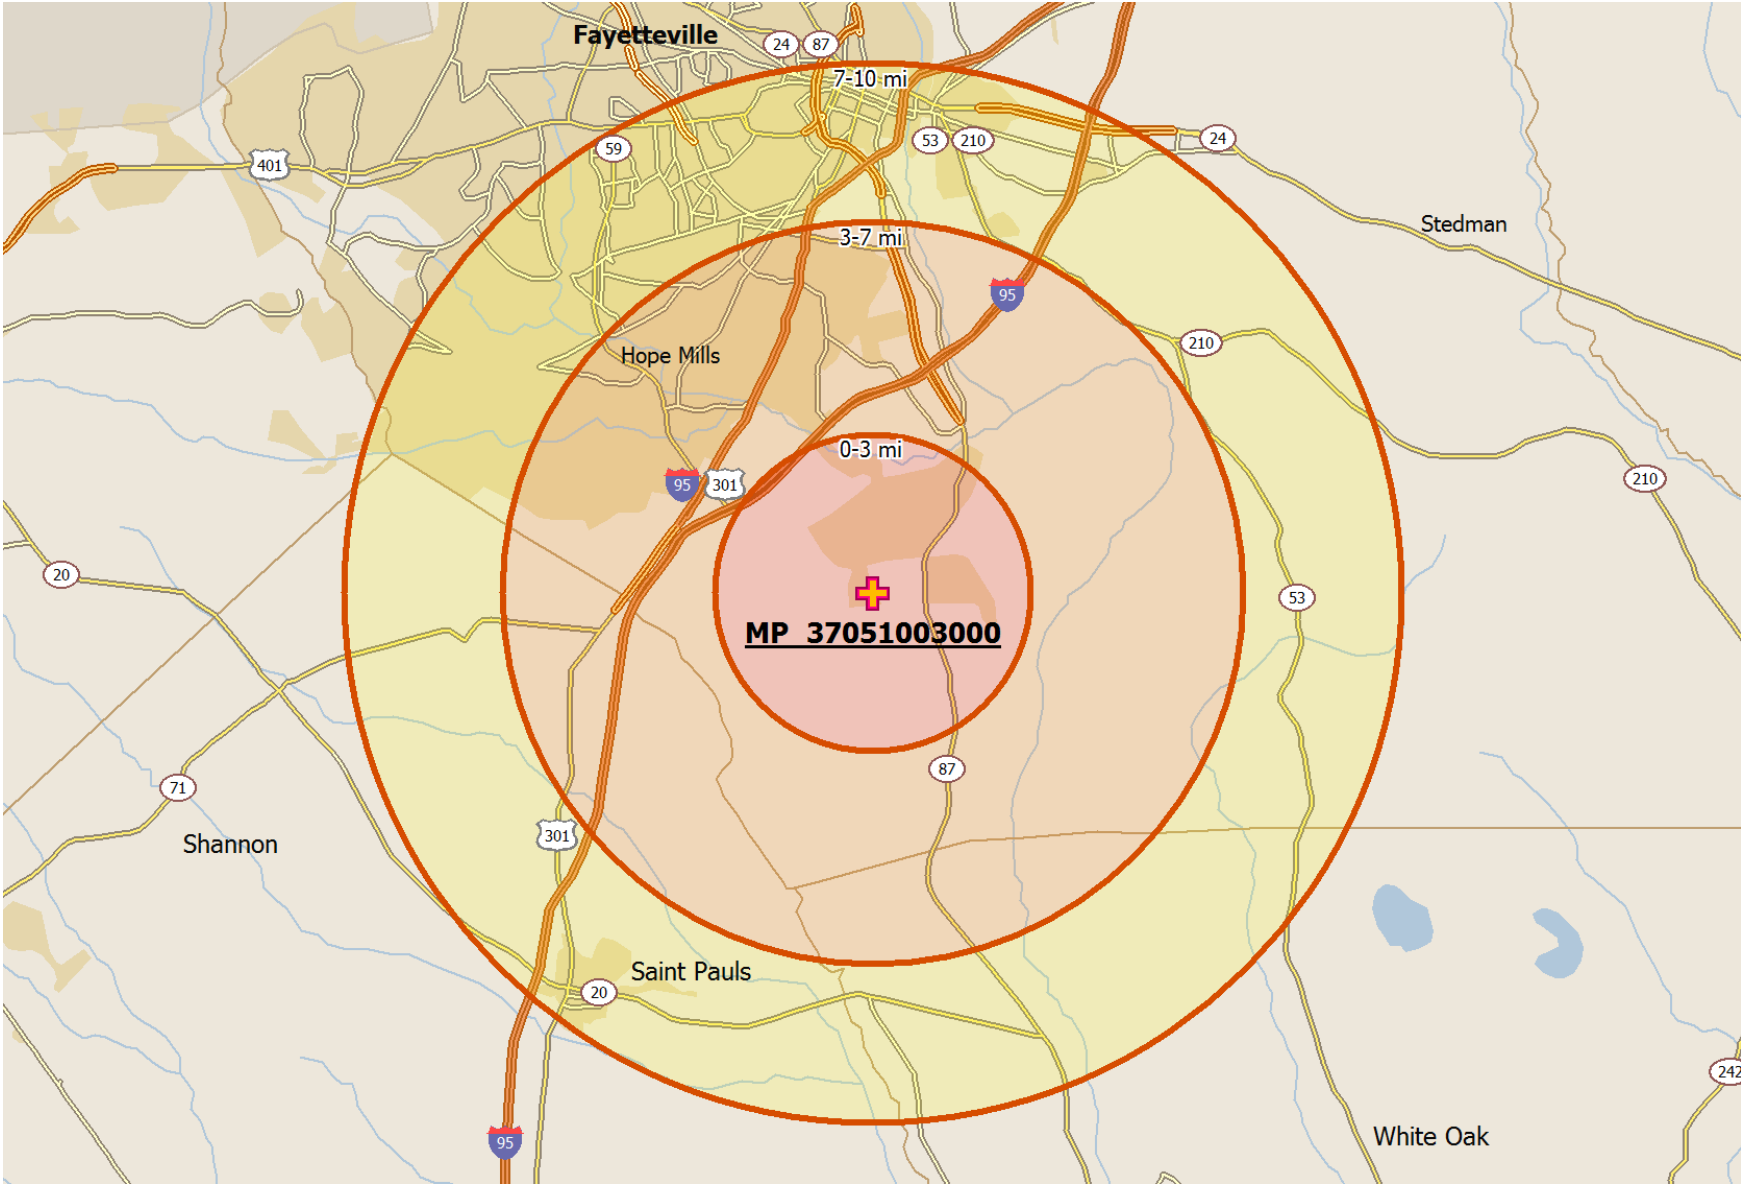 Fayetteville
24
87
7-10 mi
53
210
24
59
401
Stedman
3-7 mi
95
210
Hope Mills
0-3 mi
95
301
210
20
53
MP 37051003000
87
71
301
Shannon
Saint Pauls
20
242
White Oak
95